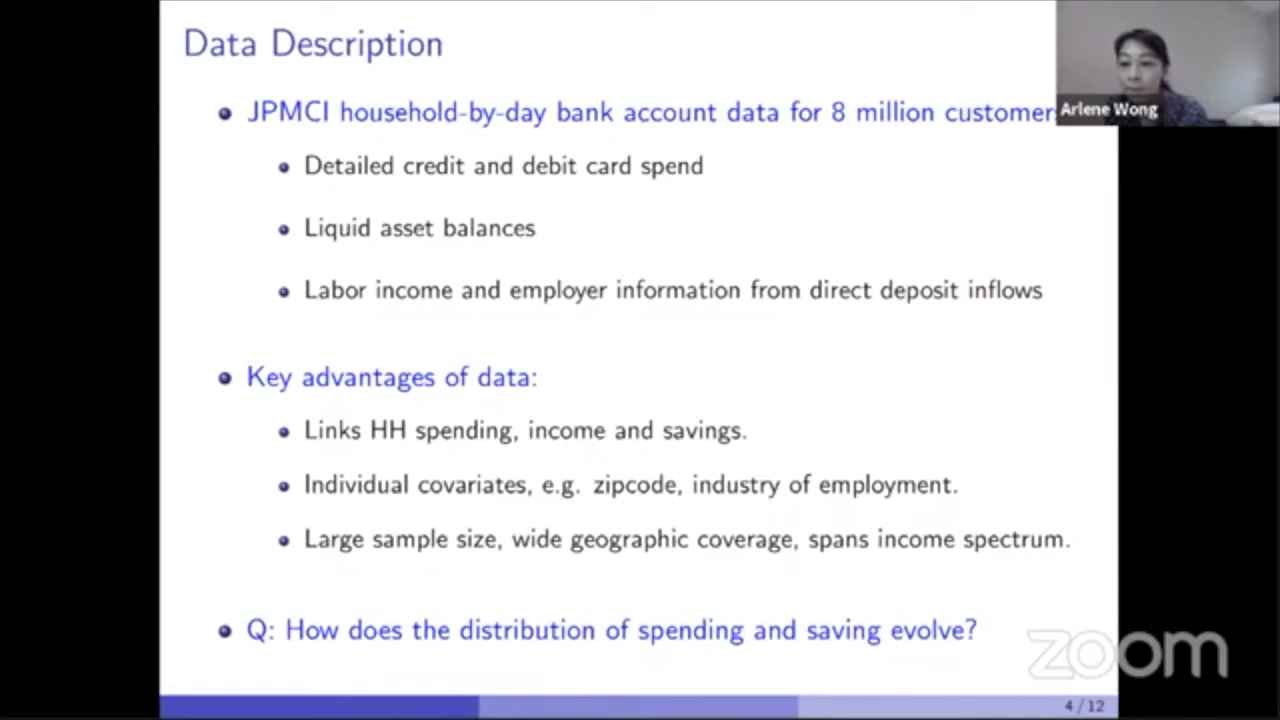 Data Description
JPMCI household-by-day bank account data for 8 million customer
Detailed credit and debit card spend
Liquid asset balances
Labor income and employer information from direct deposit inflows
Key advantages of data:
Links HH spending, income and savings.
Individual covariates, e.g. zipcode, industry of employment.
Large sample size, wide geographic coverage, spans income spectrum.
Q: How does the distribution of spending and saving evolve?
4 / 12
Arlene Wong
zoom